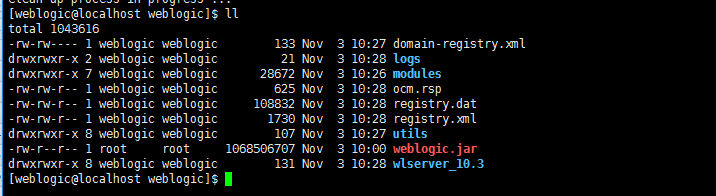 clean up process in progress ...
[weblogic@localhost weblogic]$ ll
total 1043616
-rw-rw---- 1 weblogic weblogic        133 Nov  3 10:27 domain-registry.xml
drwxrwxr-x 2 weblogic weblogic         21 Nov  3 10:28 logs
drwxrwxr-x 7 weblogic weblogic      28672 Nov  3 10:26 modules
-rw-rw-r-- 1 weblogic weblogic        625 Nov  3 10:28 ocm.rsp
-rw-rw-r-- 1 weblogic weblogic     108832 Nov  3 10:28 registry.dat
-rw-rw-r-- 1 weblogic weblogic       1730 Nov  3 10:28 registry.xml
drwxrwxr-x 8 weblogic weblogic        107 Nov  3 10:27 utils
-rw-r--r-- 1 root     root     1068506707 Nov  3 10:00 weblogic.jar
drwxrwxr-x 8 weblogic weblogic        131 Nov  3 10:28 wlserver_10.3
[weblogic@localhost weblogic]$